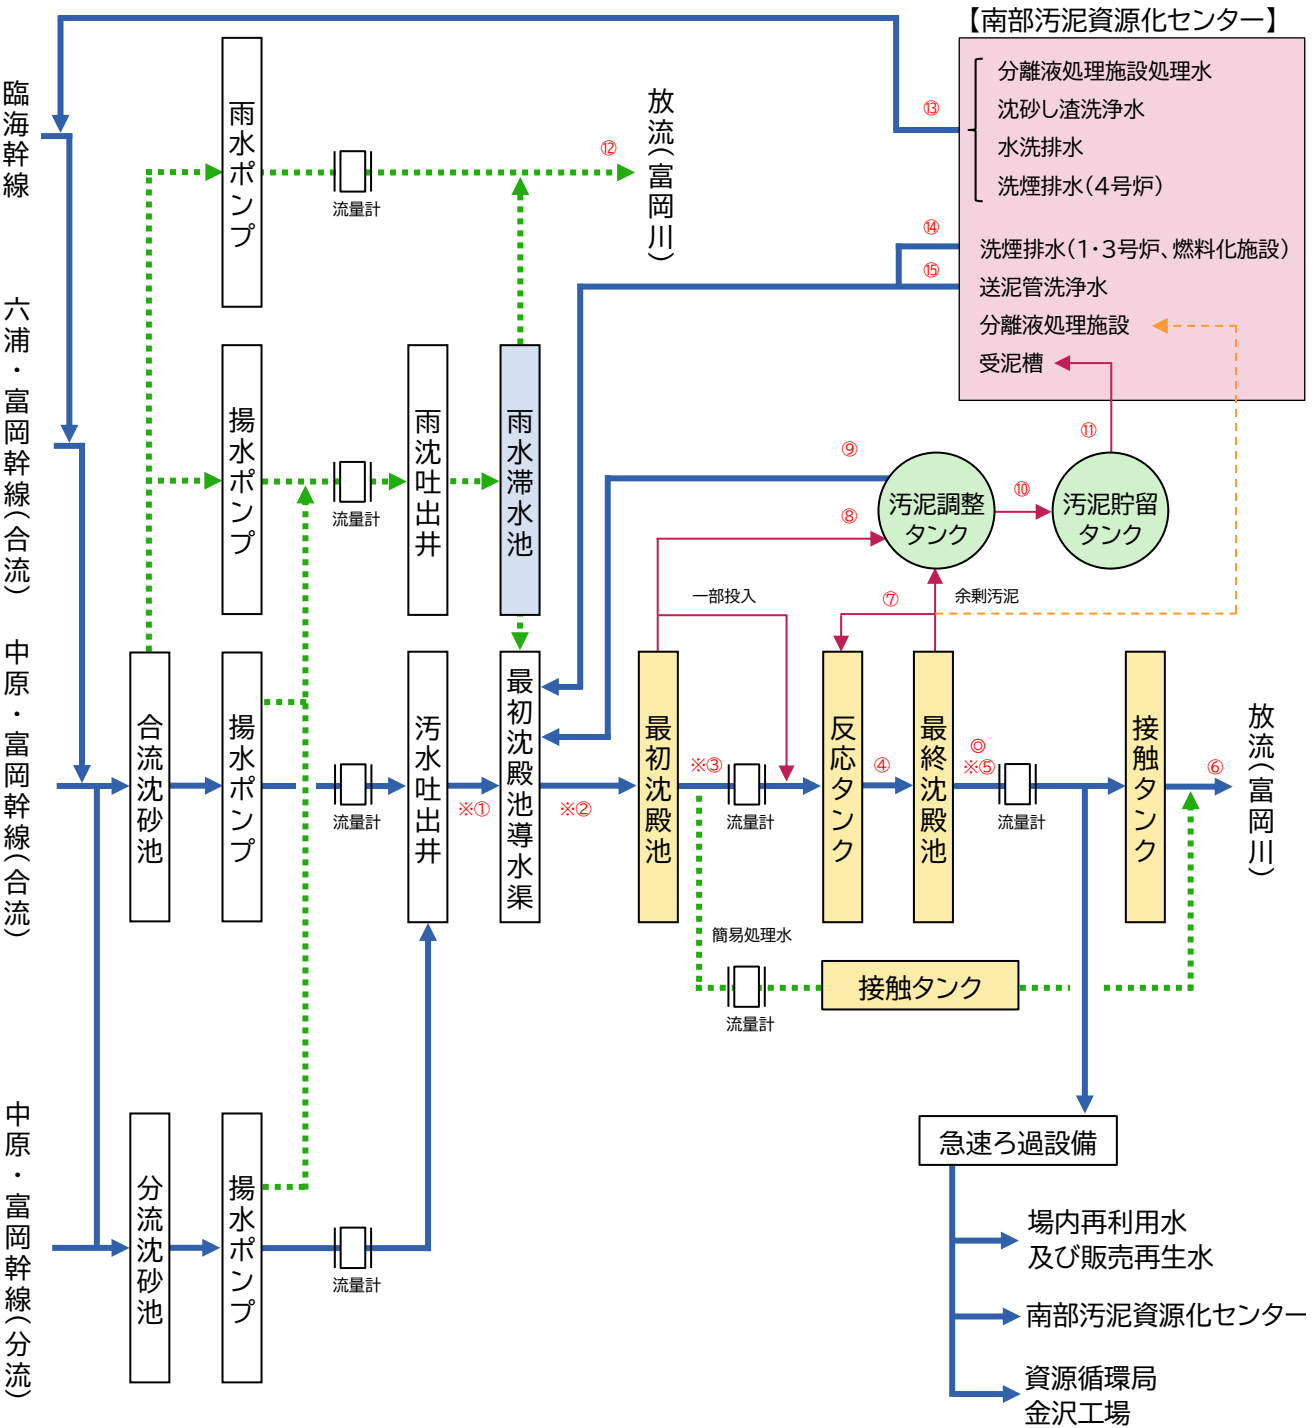 【南部汚泥資源化センター】
分離液処理施設処理水
沈砂し渣洗浄水
水洗排水
洗煙排水（４号炉）
⑬
⑭
洗煙排水（１・３号炉、燃料化施設）
⑮
送泥管洗浄水
分離液処理施設
受泥槽
臨海幹線
六浦・富岡幹線（合流）
中原・富岡幹線（合流）
中原・富岡幹線（分流）
雨水ポンプ
流量計
⑫
放流（富岡川）
揚水ポンプ
流量計
雨沈吐出井
雨水滞水池
⑨
⑧
汚泥調整
タンク
⑩
汚泥貯留
タンク
⑪
一部投入
⑦
余剰汚泥
合流沈砂池
揚水ポンプ
流量計
汚水吐出井
※①
最初沈殿池導水渠
※②
最初沈殿池
※③
流量計
反応タンク
④
最終沈殿池
◎
※⑤
流量計
接触タンク
⑥
放流（富岡川）
簡易処理水
流量計
接触タンク
急速ろ過設備
分流沈砂池
揚水ポンプ
流量計
場内再利用水
及び販売再生水
南部汚泥資源化センター
資源循環局
金沢工場